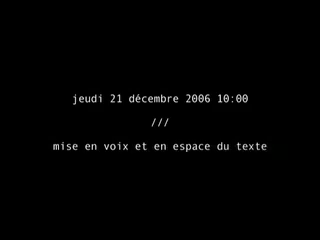 jeudi 21 décembre 2006 10:00
///
mise en voix et en espace du texte